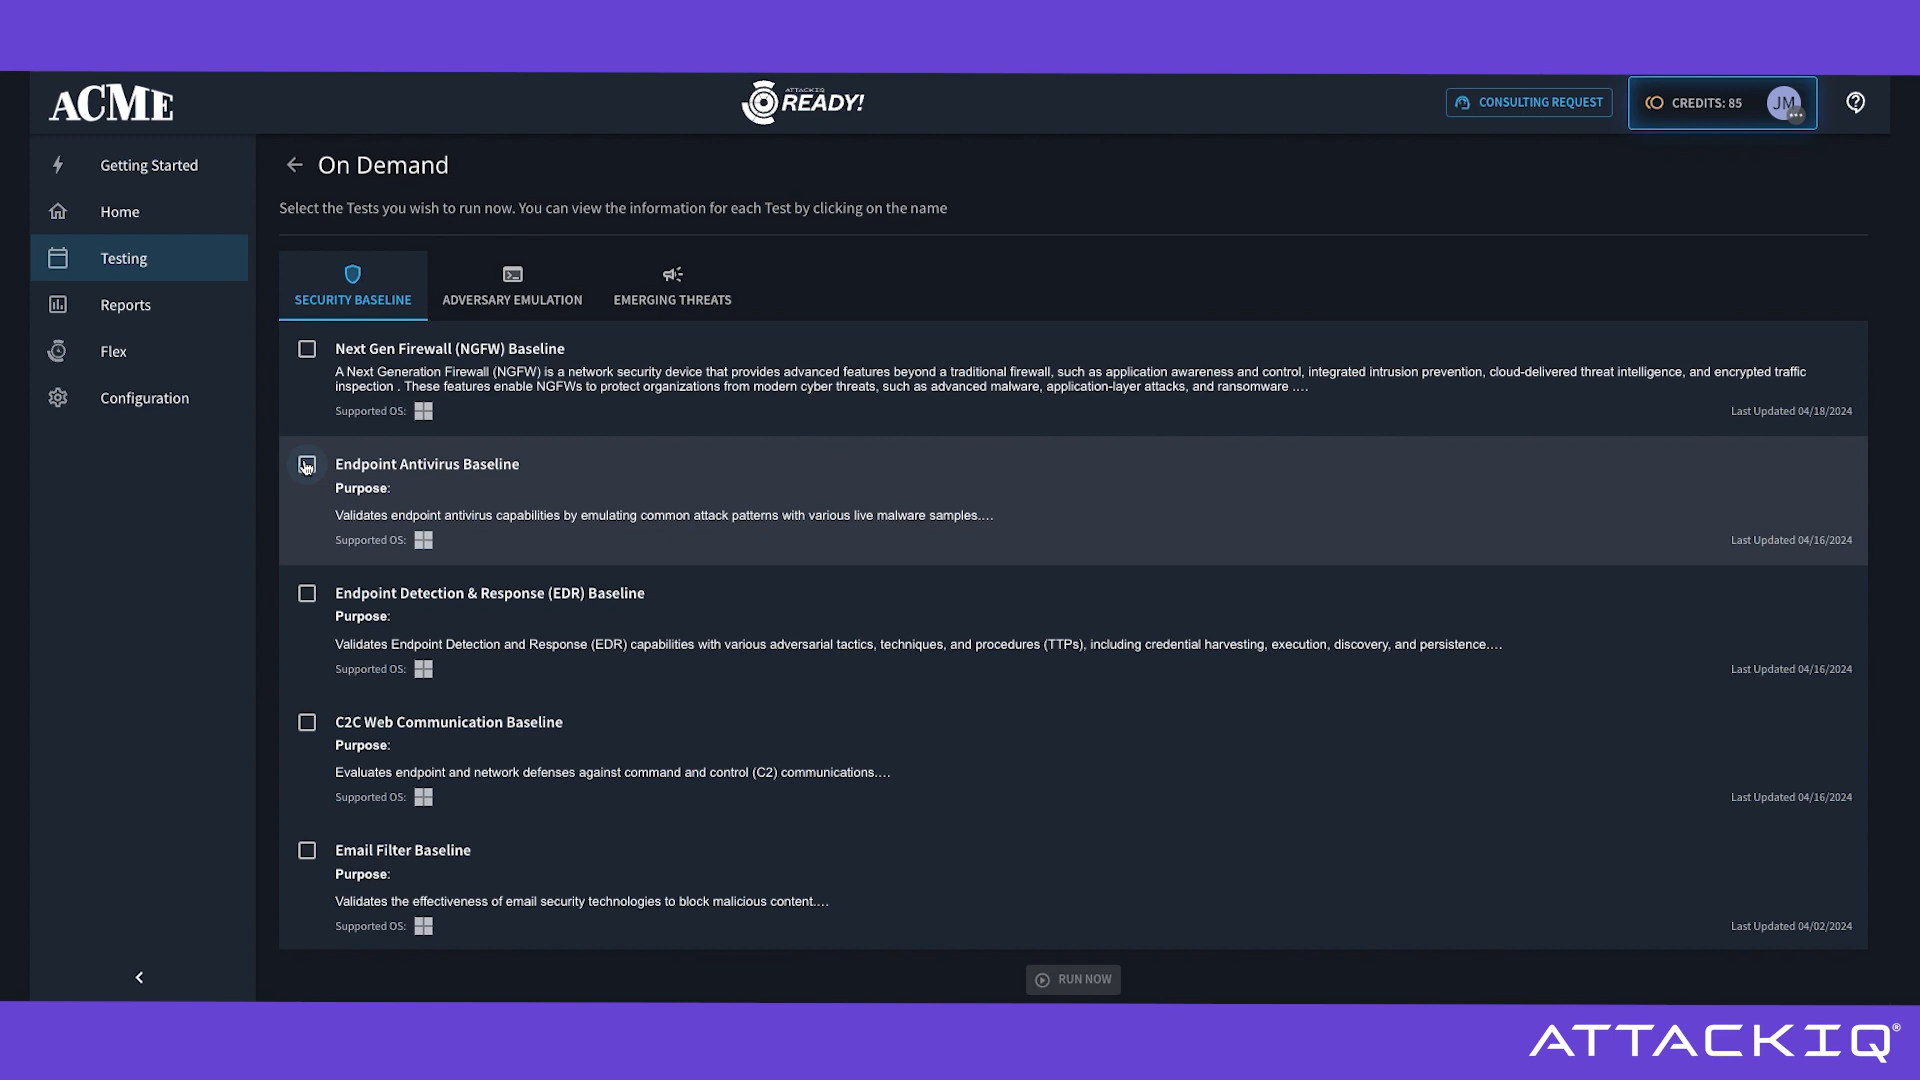 ACME
ATTACKIQ
READY!
CONSULTING REQUEST
CREDITS: 85
JM
Getting Started
Home
Testing
Reports
Flex
Configuration
On Demand
Select the Tests you wish to run now. You can view the information for each Test by clicking on the name
SECURITY BASELINE
ADVERSARY EMULATION
EMERGING THREATS
Next Gen Firewall (NGFW) Baseline
A Next Generation Firewall (NGFW) is a network security device that provides advanced features beyond a traditional firewall, such as application awareness and control, integrated intrusion prevention, cloud-delivered threat intelligence, and encrypted traffic
inspection . These features enable NGFWs to protect organizations from modern cyber threats, such as advanced malware, application-layer attacks, and ransomware ....
Supported OS:
Last Updated 04/18/2024
Endpoint Antivirus Baseline
Purpose:
Validates endpoint antivirus capabilities by emulating common attack patterns with various live malware samples....
Supported OS:
Last Updated 04/16/2024
Endpoint Detection & Response (EDR) Baseline
Purpose:
Validates Endpoint Detection and Response (EDR) capabilities with various adversarial tactics, techniques, and procedures (TTPs), including credential harvesting, execution, discovery, and persistence....
Supported OS:
Last Updated 04/16/2024
C2C Web Communication Baseline
Purpose:
Evaluates endpoint and network defenses against command and control (C2) communications....
Supported OS:
Last Updated 04/16/2024
Email Filter Baseline
Purpose:
Validates the effectiveness of email security technologies to block malicious content....
Supported OS:
Last Updated 04/02/2024
RUN NOW
ATTACKIQ®